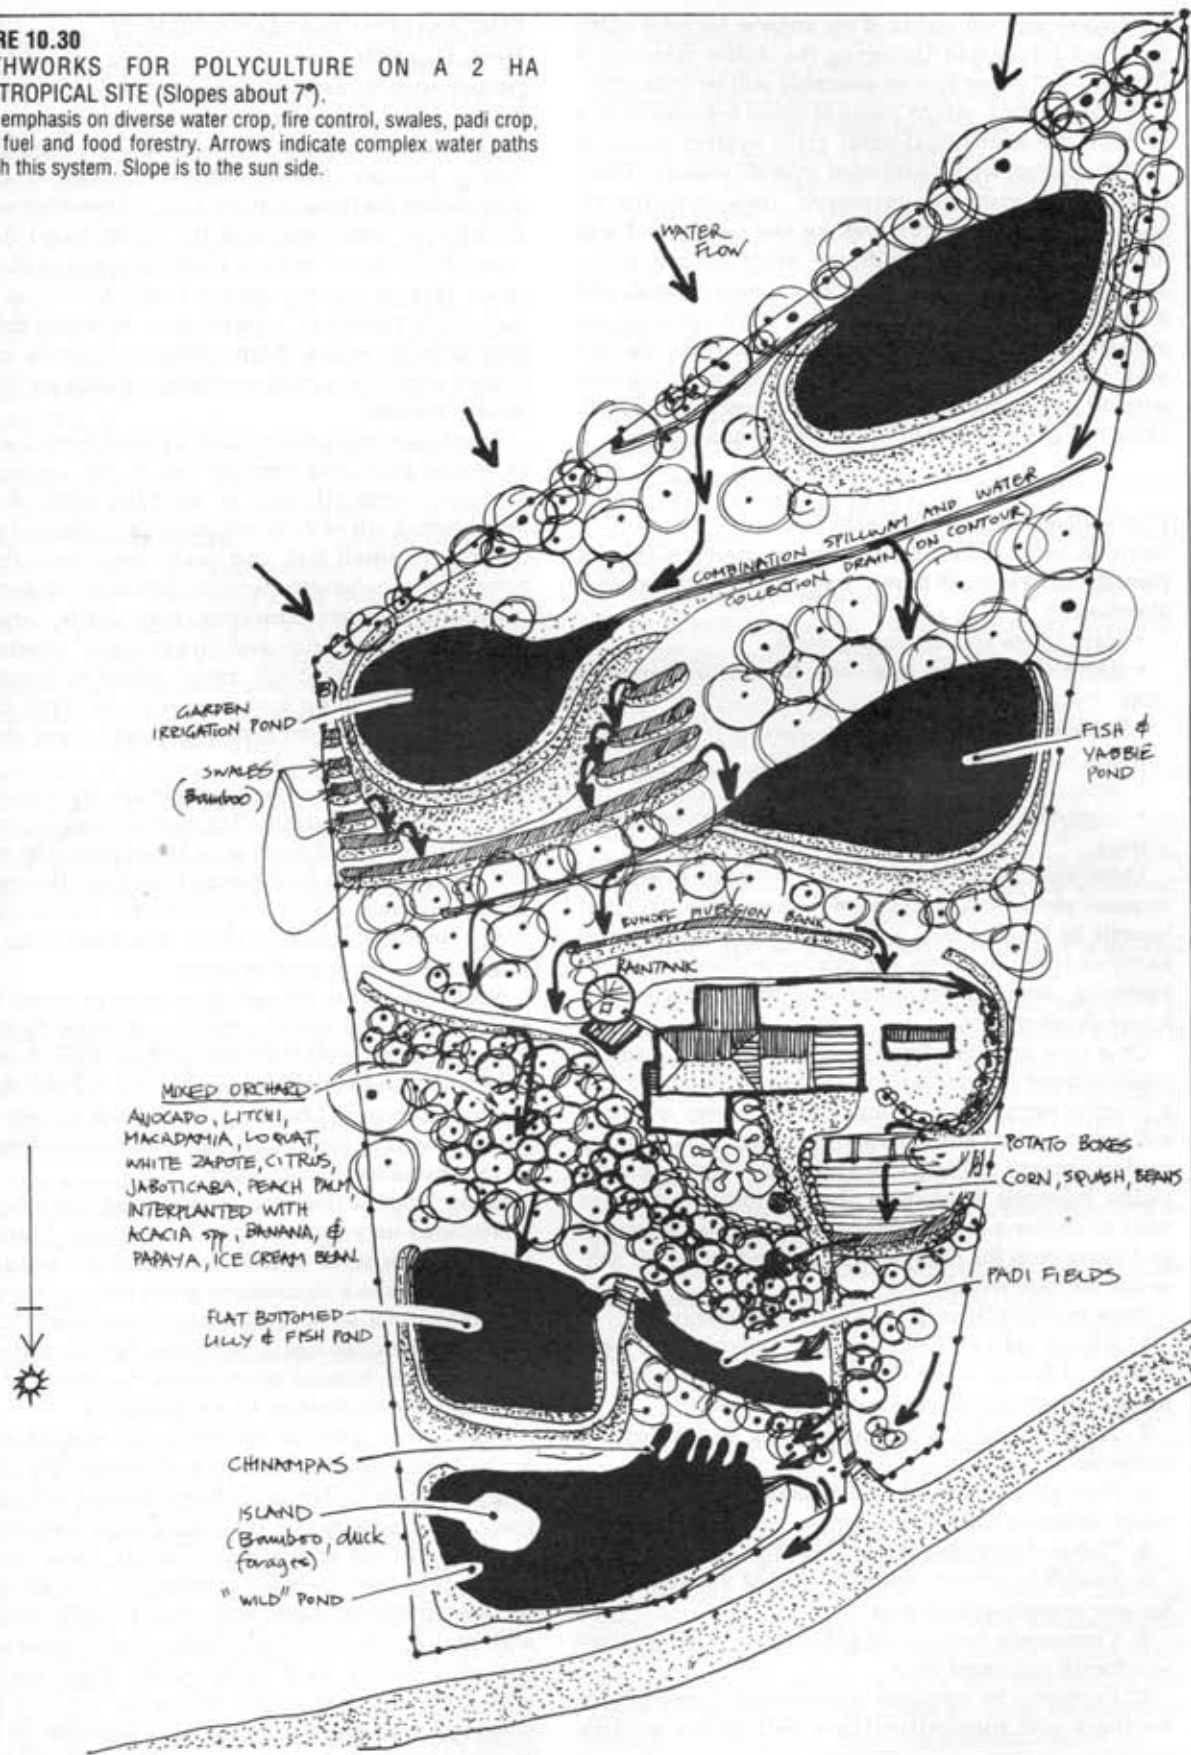 RE 10.30
THWORKS FOR POLYCULTURE ON A 2 HA
TROPICAL SITE (Slopes about 7°).
emphasis on diverse water crop, fire control, swales, padi crop,
fuel and food forestry. Arrows indicate complex water paths
h this system. Slope is to the sun side.
WATER
FLOW
COMBINATION SPILLWAY AND WATER
COLLECTION DRAIN (ON CONTOUR)
GARDEN
IRRIGATION POND
FISH &
YABBIE
POND
SWALES
(Bamboo)
RUNOFF DIVERSION BANK
RAINTANK
MIXED ORCHARD
AVOCADO, LITCHI,
MACADAMIA, LOQUAT,
WHITE ZAPOTE, CITRUS,
JABOTICABA, PEACH PALM,
INTERPLANTED WITH
ACACIA spp, BANANA, &
PAPAYA, ICE CREAM BEAN
POTATO BOXES
CORN, SQUASH, BEANS
PADI FIELDS
FLAT BOTTOMED
LILLY & FISH POND
CHINAMPAS
ISLAND
(Bamboo, duck
forages)
"WILD" POND